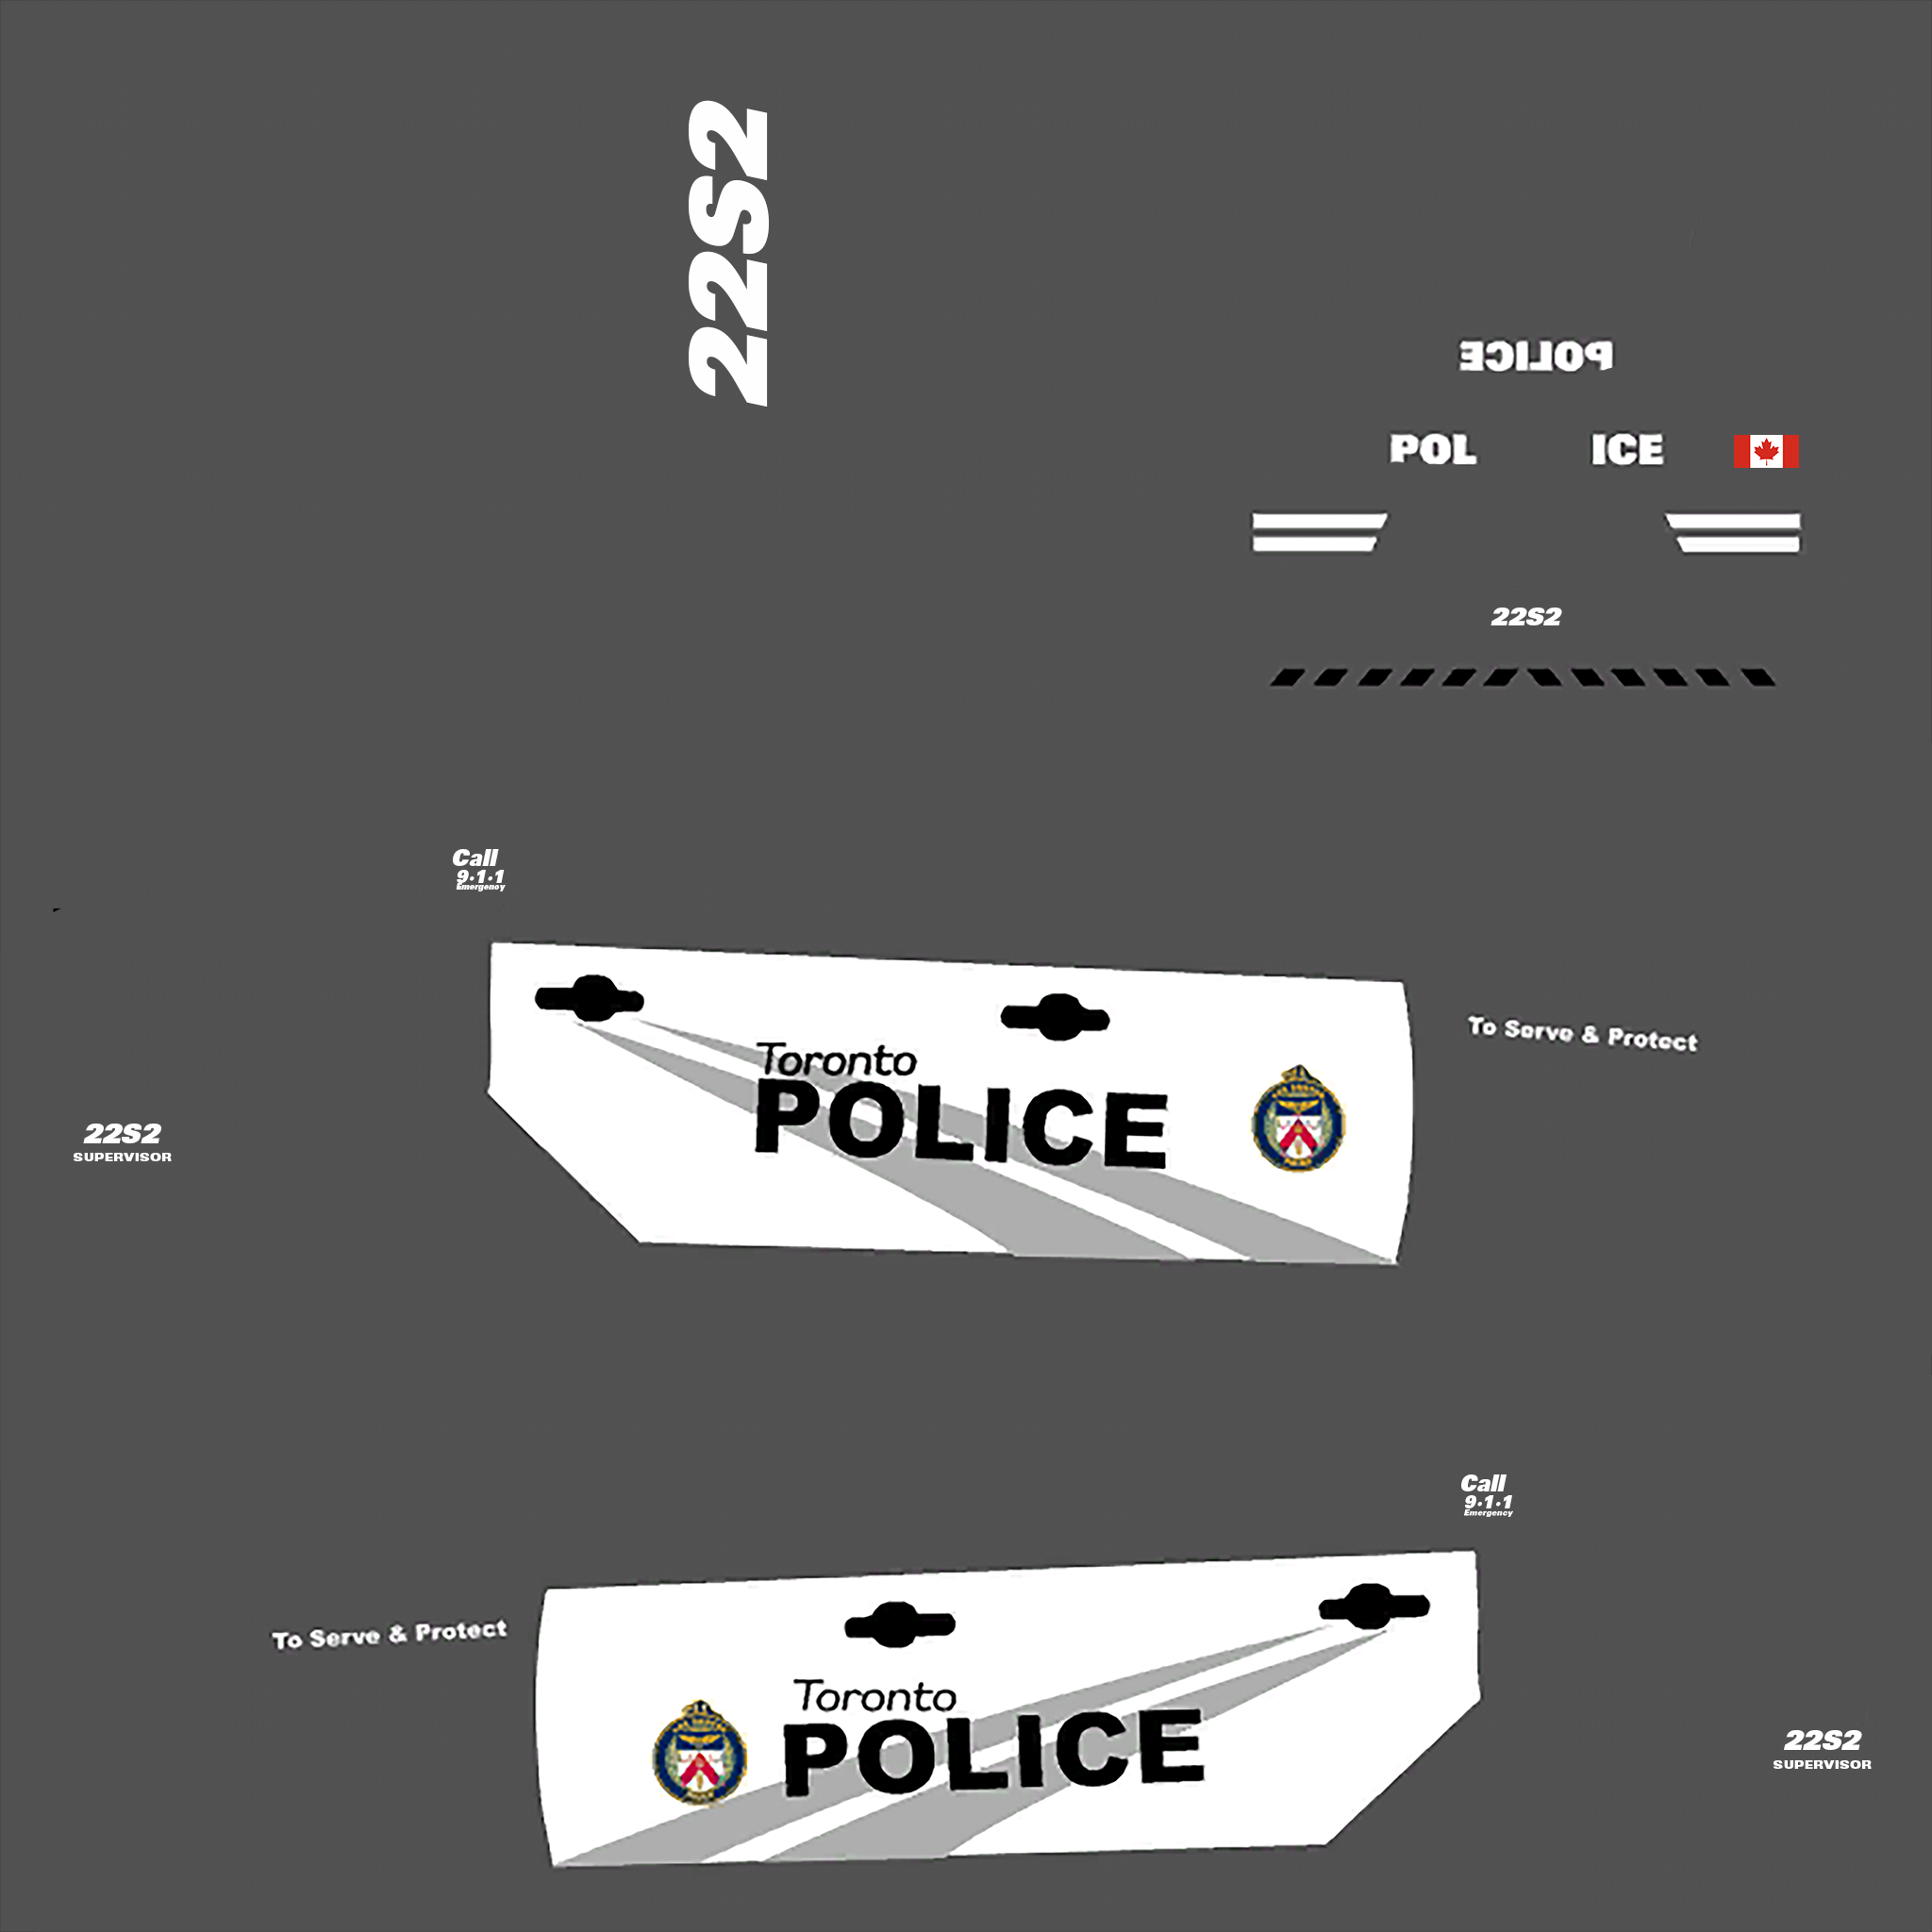 22S2
POLICE
POL ICE
22S2
Call
9·1·1
Emergency
To Serve & Protect
Toronto
POLICE
22S2
SUPERVISOR
Call
9·1·1
Emergency
To Serve & Protect
Toronto
POLICE
22S2
SUPERVISOR